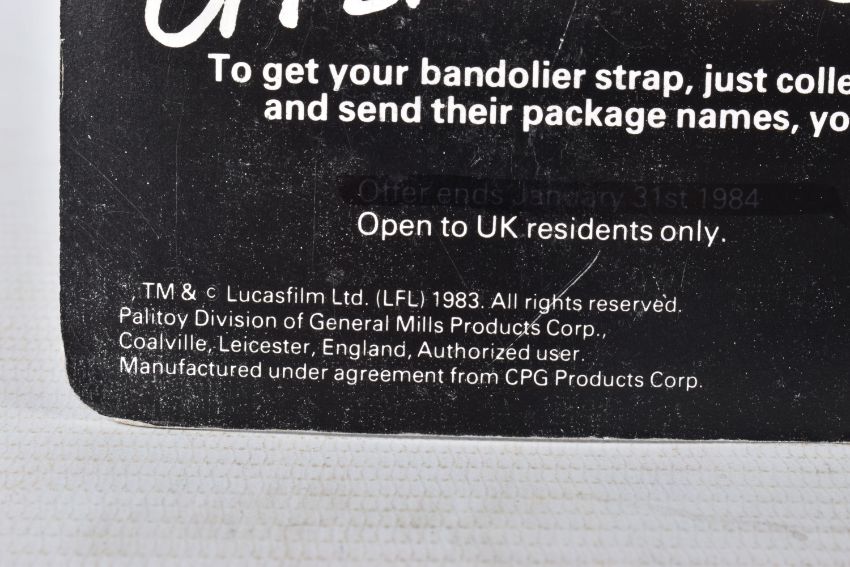 To get your bandolier strap, just colle
and send their package names, yo
Offer ends January 31st 1984
Open to UK residents only.
, TM & c Lucasfilm Ltd. (LFL) 1983. All rights reserved.
Palitoy Division of General Mills Products Corp.,
Coalville, Leicester, England, Authorized user.
Manufactured under agreement from CPG Products Corp.